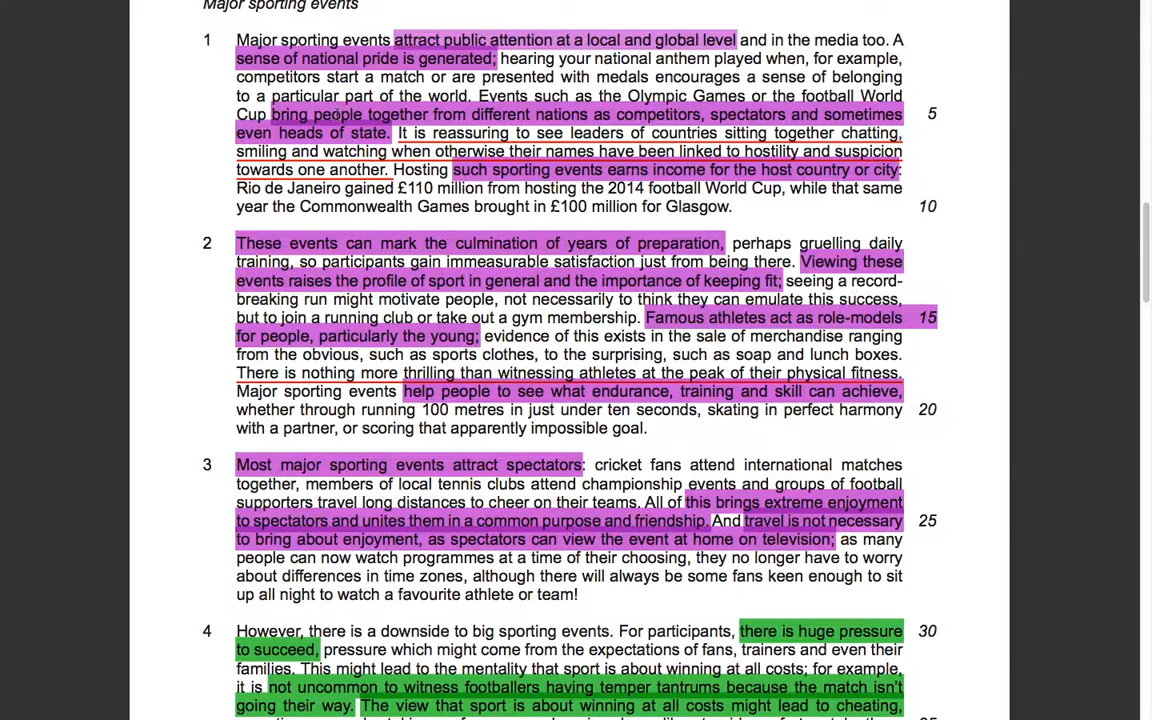 Major sporting events
1 Major sporting events attract public attention at a local and global level and in the media too. A
sense of national pride is generated; hearing your national anthem played when, for example,
competitors start a match or are presented with medals encourages a sense of belonging
to a particular part of the world. Events such as the Olympic Games or the football World
Cup bring people together from different nations as competitors, spectators and sometimes 5
even heads of state. It is reassuring to see leaders of countries sitting together chatting,
smiling and watching when otherwise their names have been linked to hostility and suspicion
towards one another. Hosting such sporting events earns income for the host country or city:
Rio de Janeiro gained £110 million from hosting the 2014 football World Cup, while that same
year the Commonwealth Games brought in £100 million for Glasgow. 10
2 These events can mark the culmination of years of preparation, perhaps gruelling daily
training, so participants gain immeasurable satisfaction just from being there. Viewing these
events raises the profile of sport in general and the importance of keeping fit; seeing a record-
breaking run might motivate people, not necessarily to think they can emulate this success,
but to join a running club or take out a gym membership. Famous athletes act as role-models 15
for people, particularly the young; evidence of this exists in the sale of merchandise ranging
from the obvious, such as sports clothes, to the surprising, such as soap and lunch boxes.
There is nothing more thrilling than witnessing athletes at the peak of their physical fitness.
Major sporting events help people to see what endurance, training and skill can achieve,
whether through running 100 metres in just under ten seconds, skating in perfect harmony 20
with a partner, or scoring that apparently impossible goal.
3 Most major sporting events attract spectators: cricket fans attend international matches
together, members of local tennis clubs attend championship events and groups of football
supporters travel long distances to cheer on their teams. All of this brings extreme enjoyment
to spectators and unites them in a common purpose and friendship. And travel is not necessary 25
to bring about enjoyment, as spectators can view the event at home on television; as many
people can now watch programmes at a time of their choosing, they no longer have to worry
about differences in time zones, although there will always be some fans keen enough to sit
up all night to watch a favourite athlete or team!
4 However, there is a downside to big sporting events. For participants, there is huge pressure 30
to succeed, pressure which might come from the expectations of fans, trainers and even their
families. This might lead to the mentality that sport is about winning at all costs; for example,
it is not uncommon to witness footballers having temper tantrums because the match isn't
going their way. The view that sport is about winning at all costs might lead to cheating,